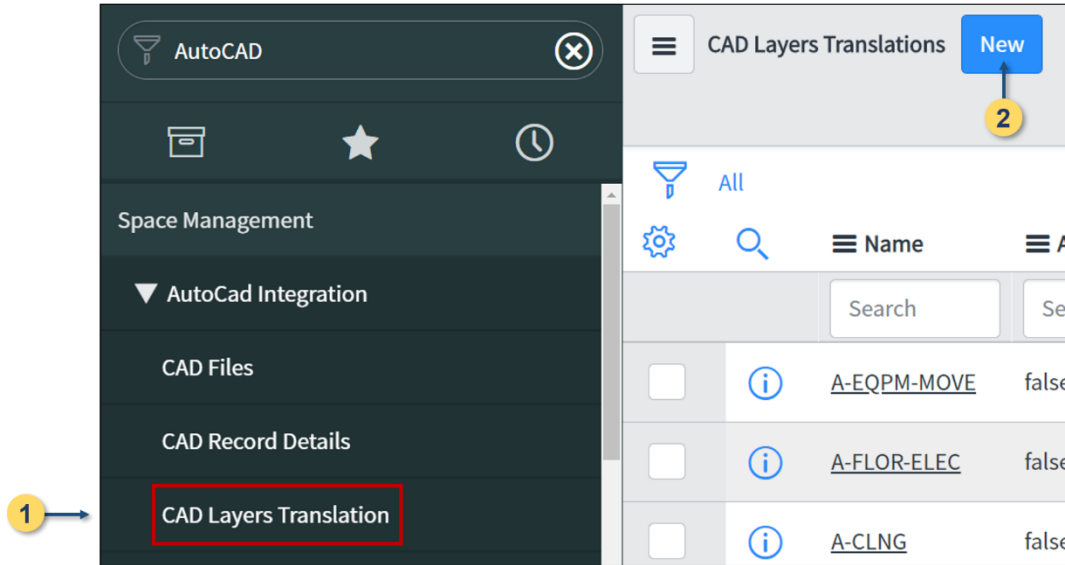 AutoCAD
Space Management
AutoCad Integration
CAD Files
CAD Record Details
1
CAD Layers Translation
CAD Layers Translations
New
2
All
Name
A
Search
Se
A-EQPM-MOVE
false
A-FLOR-ELEC
false
A-CLNG
false